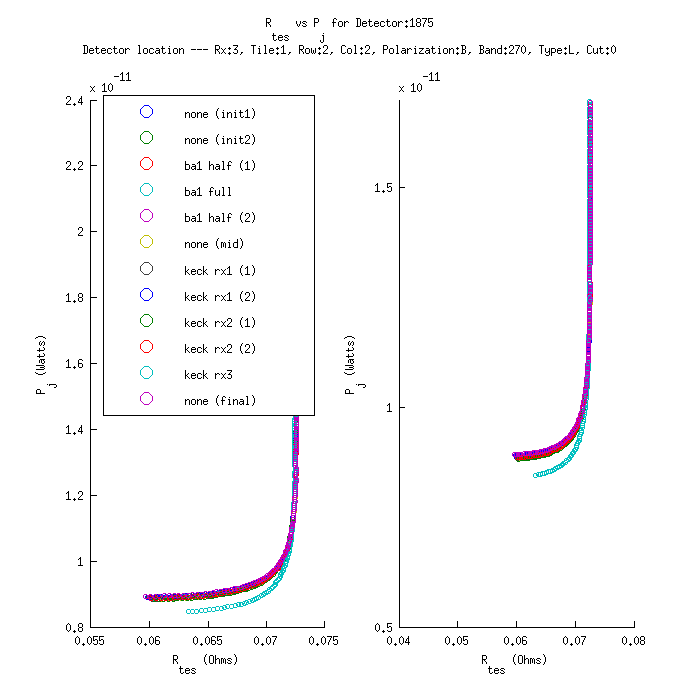 R_tes vs P_j for Detector:1875
Detector location --- Rx:3, Tile:1, Row:2, Col:2, Polarization:B, Band:270, Type:L, Cut:0
x 10^-11
2.4
2.2
2
1.8
1.6
1.4
1.2
1
0.8
P_j (Watts)
none (init1)
none (init2)
ba1 half (1)
ba1 full
ba1 half (2)
none (mid)
keck rx1 (1)
keck rx1 (2)
keck rx2 (1)
keck rx2 (2)
keck rx3
none (final)
0.055 0.06 0.065 0.07 0.075
R_tes (Ohms)
x 10^-11
1.5
1
0.5
P_j (Watts)
0.04 0.05 0.06 0.07 0.08
R_tes (Ohms)